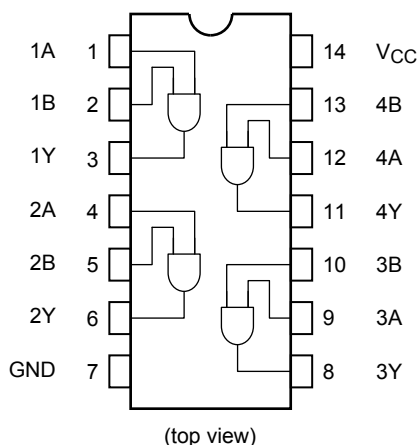 1A 1 14 VCC
1B 2 13 4B
1Y 3 12 4A
2A 4 11 4Y
2B 5 10 3B
2Y 6 9 3A
GND 7 8 3Y
(top view)